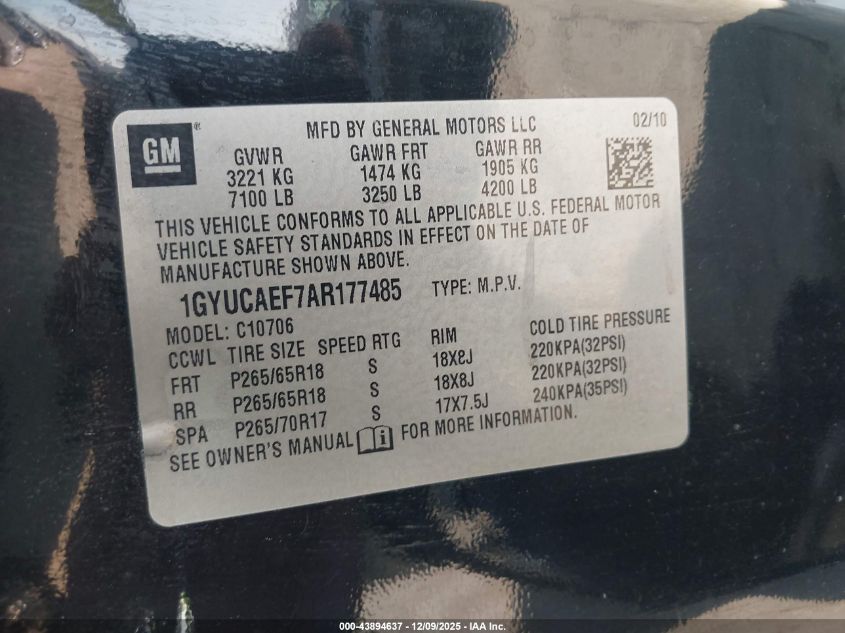 GM® MFD BY GENERAL MOTORS LLC 02/10
GVWR GAWR FRT GAWR RR
3221 KG 1474 KG 1905 KG
7100 LB 3250 LB 4200 LB
THIS VEHICLE CONFORMS TO ALL APPLICABLE U.S. FEDERAL MOTOR
VEHICLE SAFETY STANDARDS IN EFFECT ON THE DATE OF
MANUFACTURE SHOWN ABOVE.
1GYUCAEF7AR177485 TYPE: M.P.V.
MODEL: C10706
CCWL TIRE SIZE SPEED RTG RIM COLD TIRE PRESSURE
FRT P265/65R18 S 18X8J 220KPA(32PSI)
RR P265/65R18 S 18X8J 220KPA(32PSI)
SPA P265/70R17 S 17X7.5J 240KPA(35PSI)
SEE OWNER'S MANUAL FOR MORE INFORMATION.
000-43894637 - 12/09/2025 - IAA Inc.